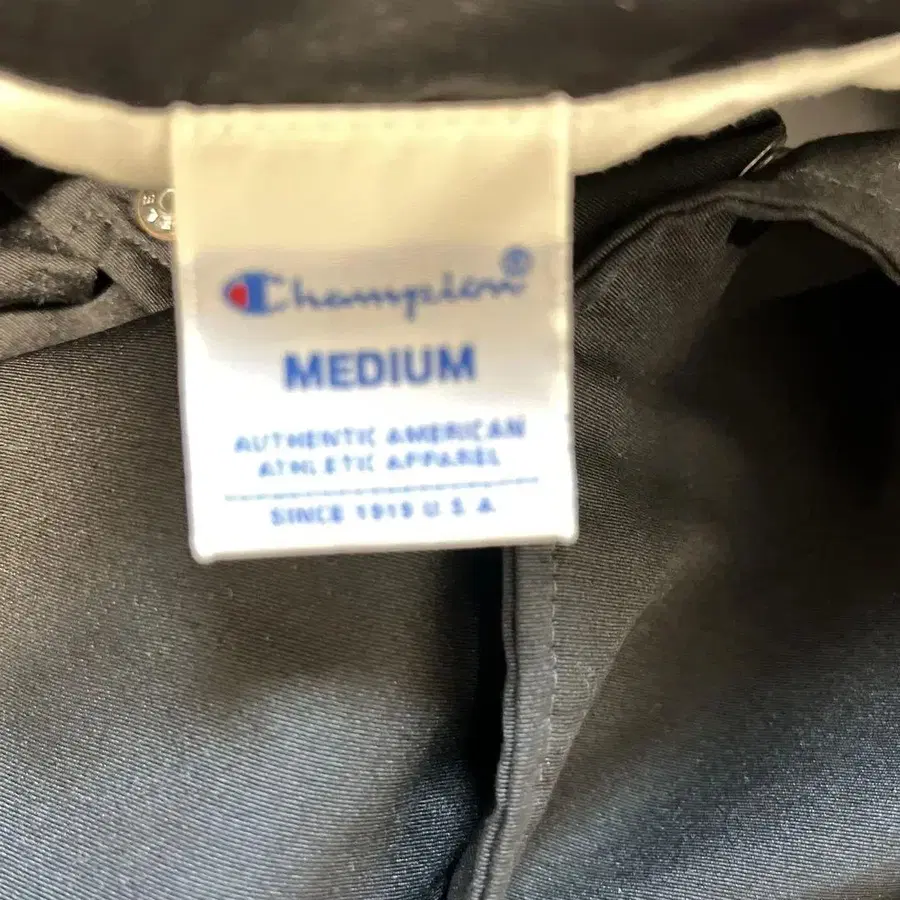 Champion®
MEDIUM
AUTHENTIC AMERICAN
ATHLETIC APPAREL
SINCE 1919 U.S.A